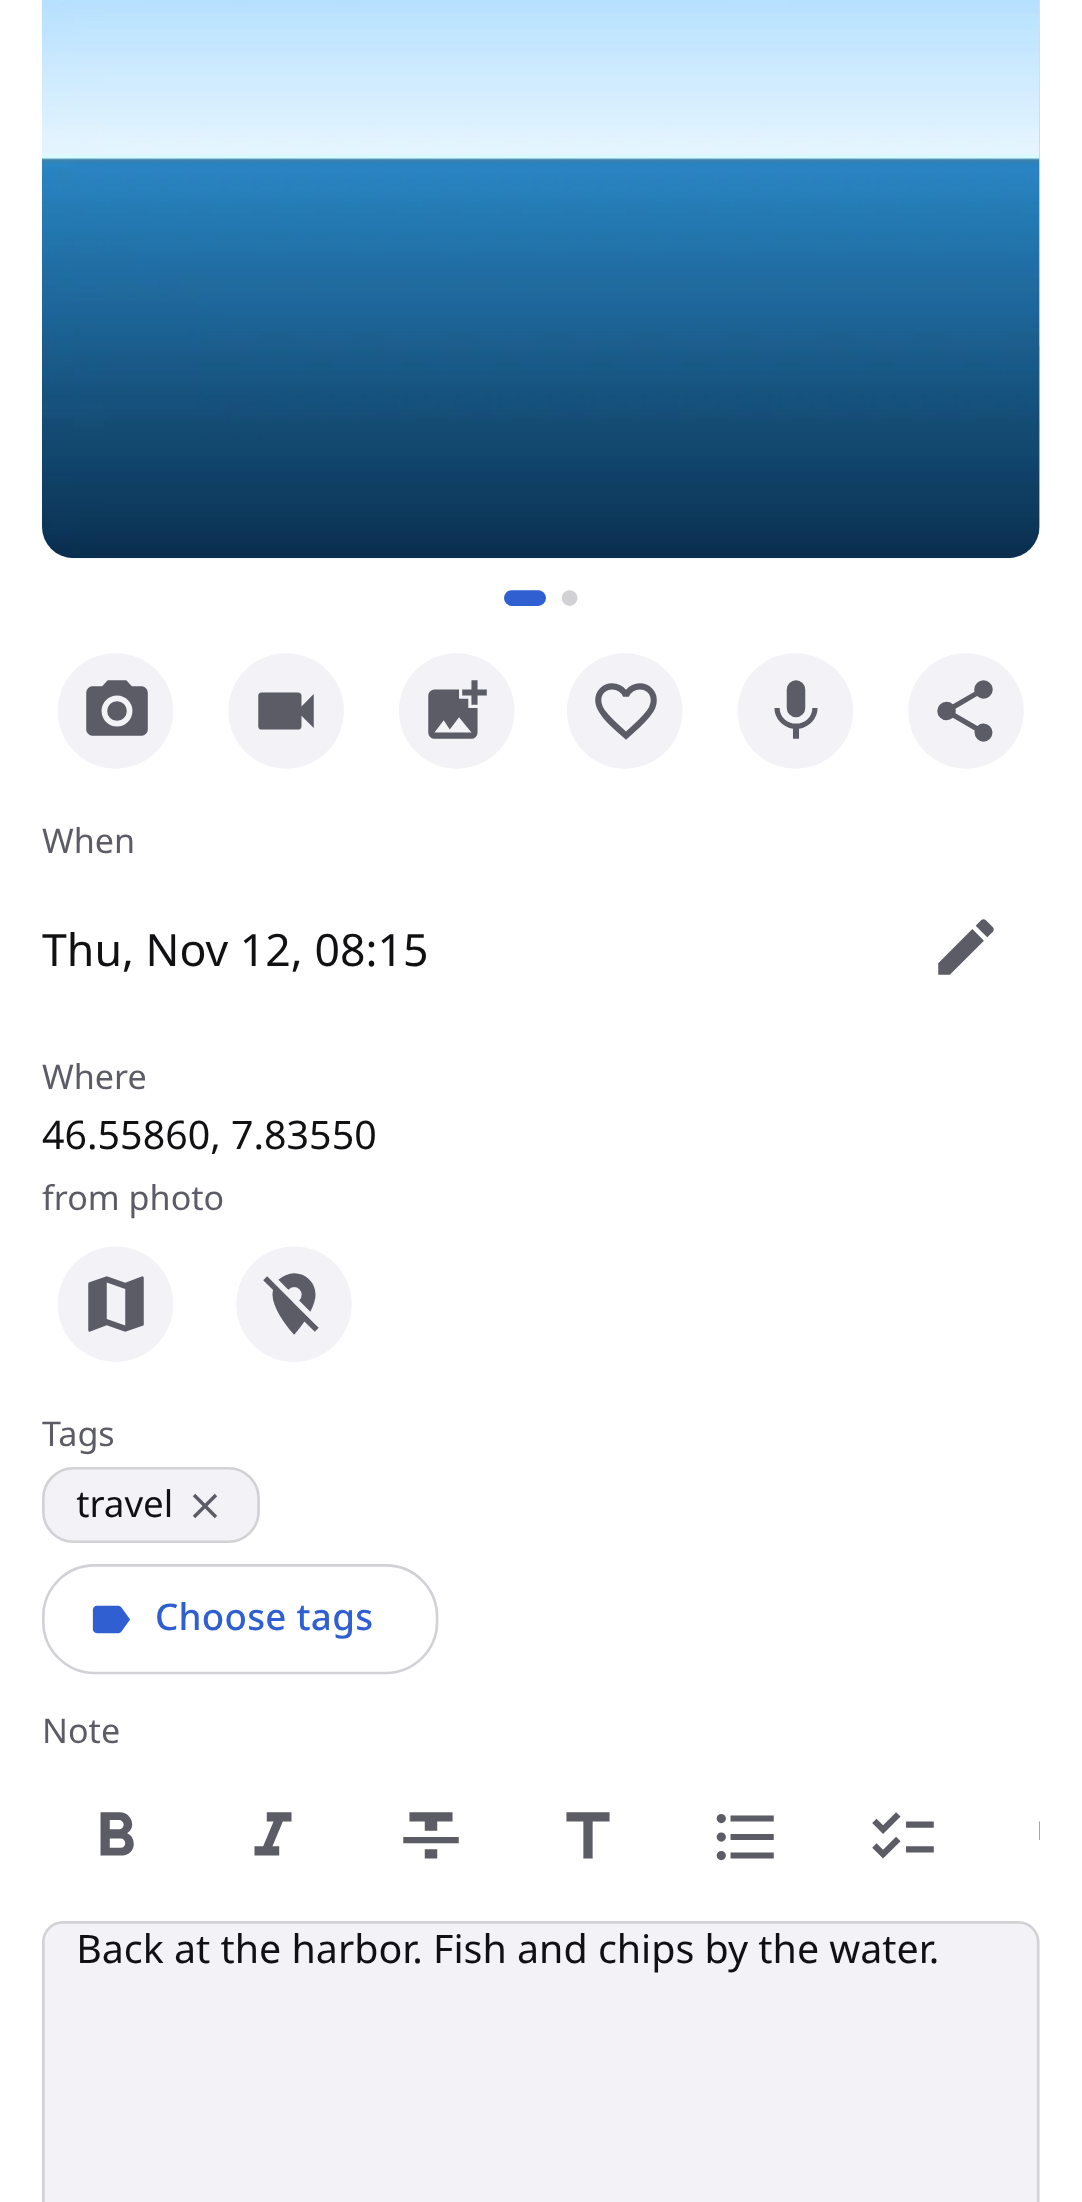 When
Thu, Nov 12, 08:15
Where
46.55860, 7.83550
from photo
Tags
travel
Choose tags
Note
Back at the harbor. Fish and chips by the water.